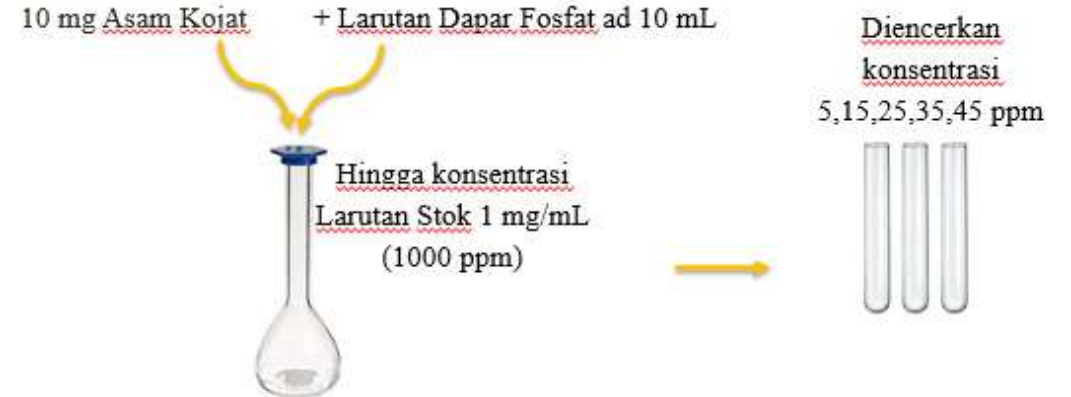 10 mg Asam Kojat
+ Larutan Dapar Fosfat ad 10 mL
Hingga konsentrasi
Larutan Stok 1 mg/mL
(1000 ppm)
Diencerkan
konsentrasi
5,15,25,35,45 ppm